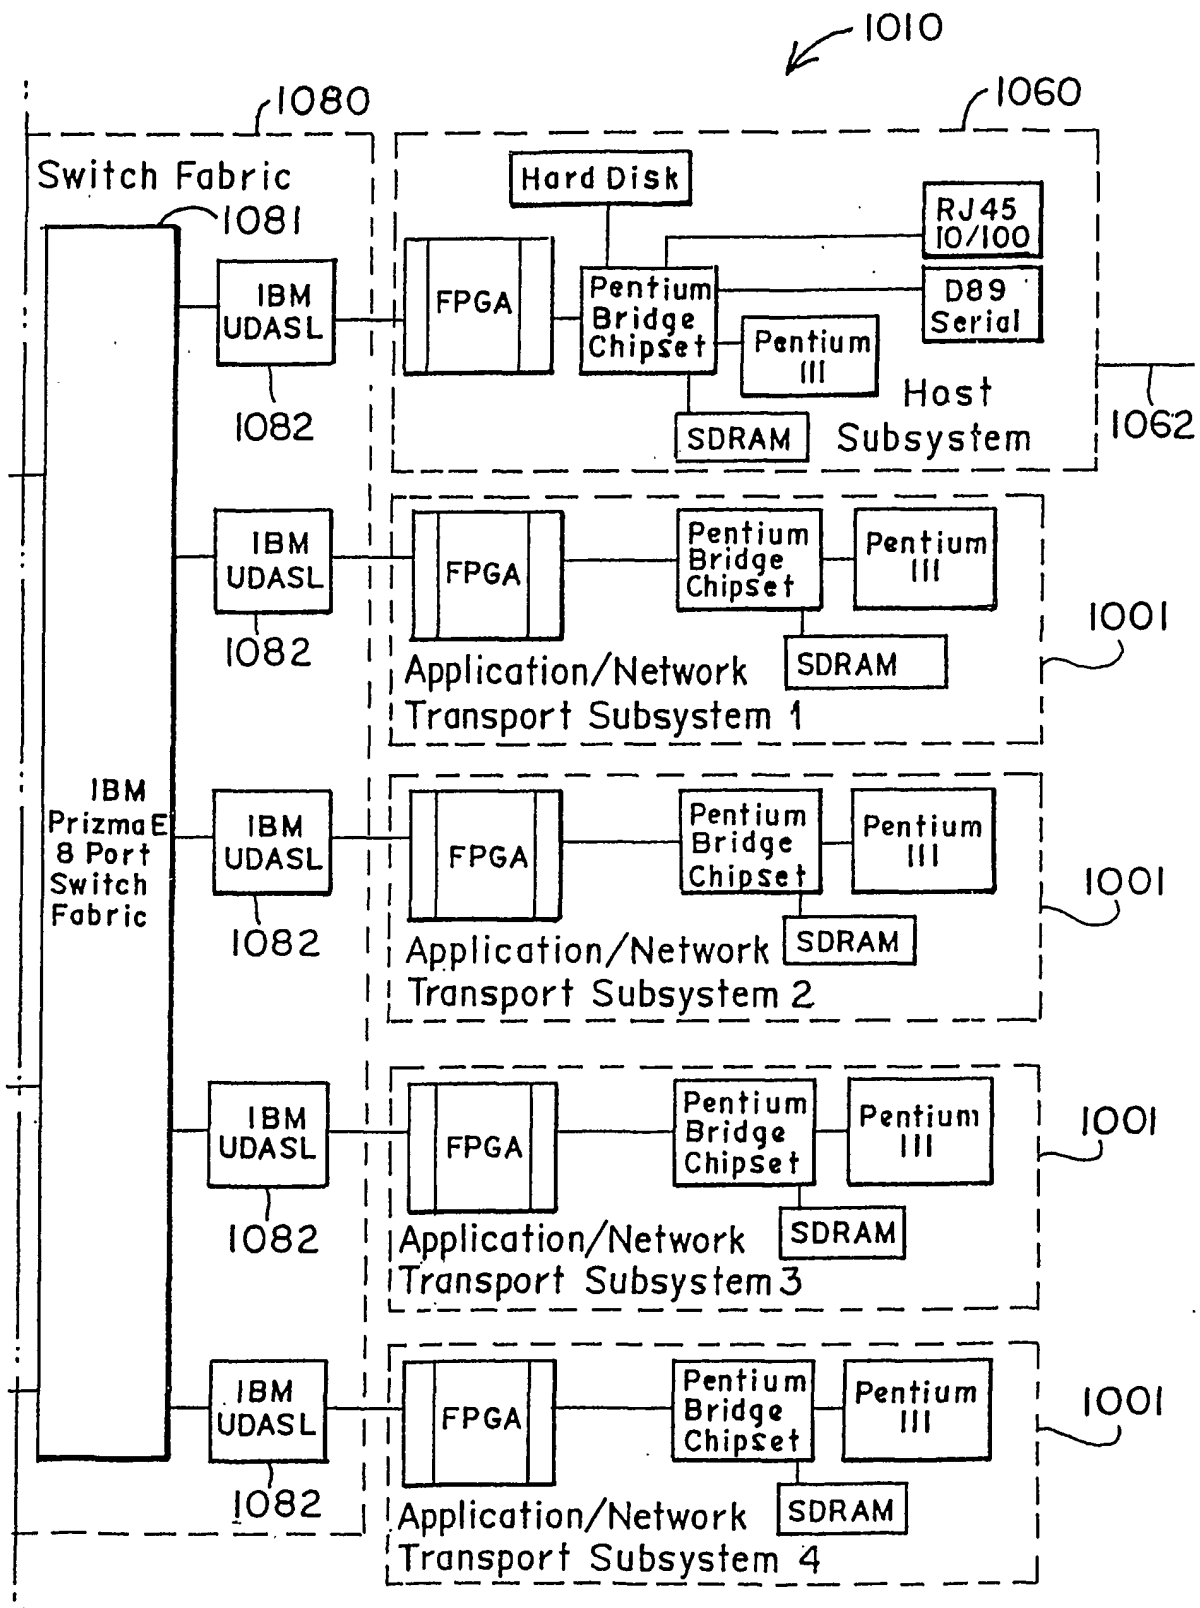 1010
1080
1060
Switch Fabric
1081
Hard Disk
RJ45
10/100
IBM
UDASL
FPGA
Pentium
Bridge
Chipset
D89
Serial
Pentium
III
1082
SDRAM
Host
Subsystem
1062
IBM
UDASL
FPGA
Pentium
Bridge
Chipset
Pentium
III
1082
SDRAM
1001
Application/Network
Transport Subsystem 1
IBM
PrizmaE
8 Port
Switch
Fabric
IBM
UDASL
FPGA
Pentium
Bridge
Chipset
Pentium
III
1082
SDRAM
1001
Application/Network
Transport Subsystem 2
IBM
UDASL
FPGA
Pentium
Bridge
Chipset
Pentium
III
1082
SDRAM
1001
Application/Network
Transport Subsystem 3
IBM
UDASL
FPGA
Pentium
Bridge
Chipset
Pentium
III
1082
SDRAM
1001
Application/Network
Transport Subsystem 4